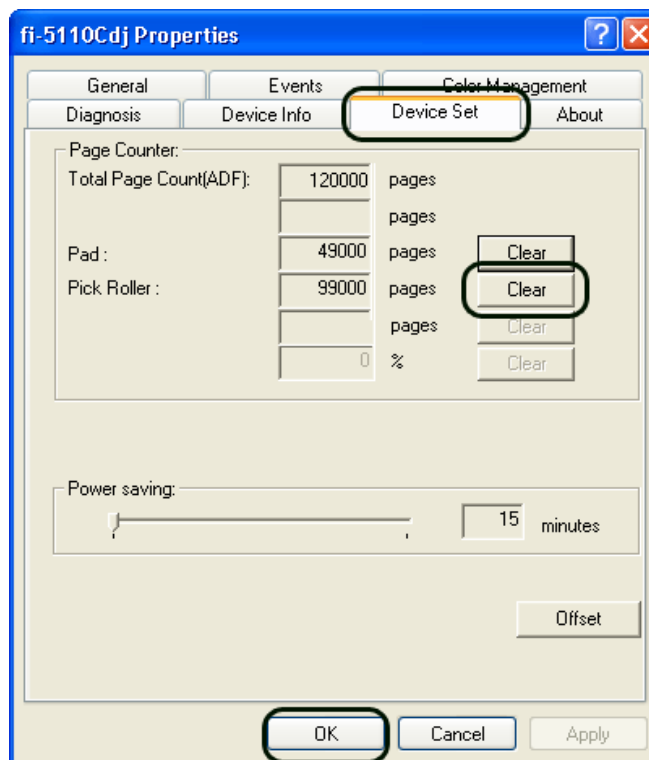 fi-5110Cdj Properties
General Events Color Management
Diagnosis Device Info Device Set About
Page Counter:
Total Page Count(ADF): 120000 pages
pages
Pad : 49000 pages Clear
Pick Roller : 99000 pages Clear
pages Clear
0 % Clear
Power saving:
15 minutes
Offset
OK Cancel Apply